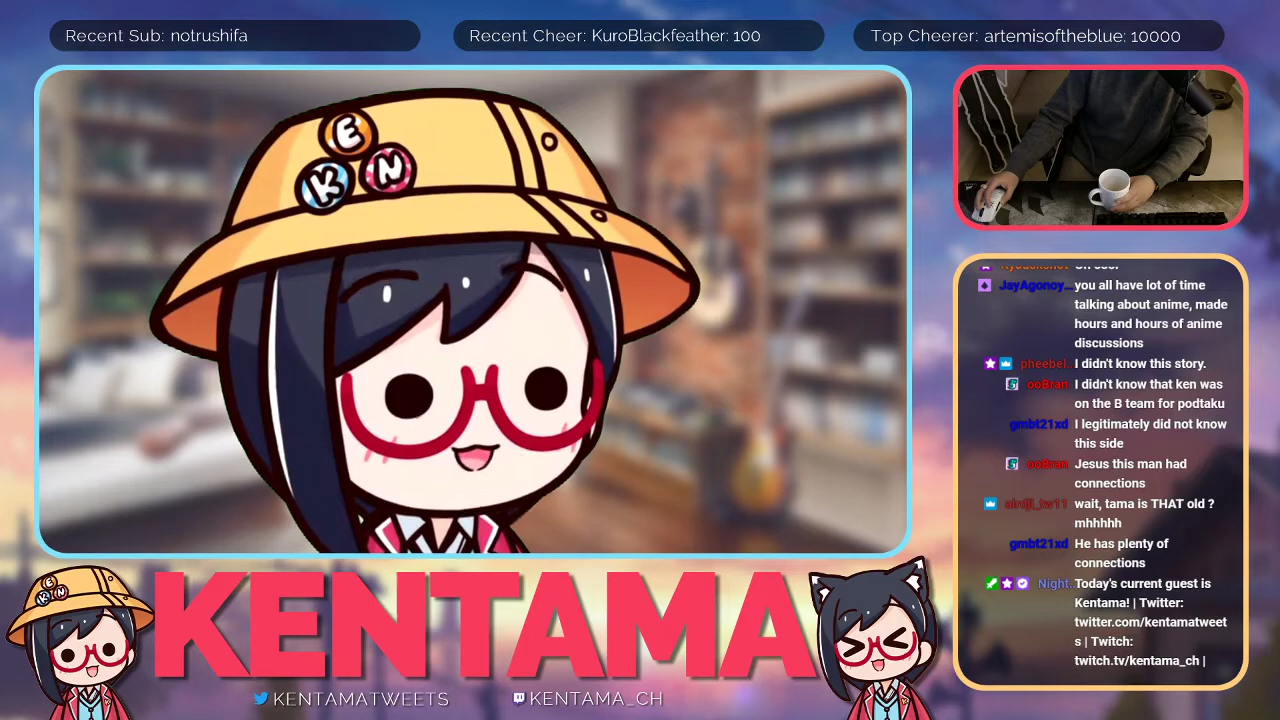 Recent Sub: notrushifa
Recent Cheer: KuroBlackfeather: 100
Top Cheerer: artemisoftheblue: 10000
E
K N
JayAgonoy... you all have lot of time
talking about anime, made
hours and hours of anime
discussions
pheebel.. I didn't know this story.
ooBran I didn't know that ken was
on the B team for podtaku
gmbt21xd I legitimately did not know
this side
ooBran Jesus this man had
connections
wait, tama is THAT old ?
mhhhhh
gmbt21xd He has plenty of
connections
Night... Today's current guest is
Kentama! | Twitter:
twitter.com/kentamatweet
s | Twitch:
twitch.tv/kentama_ch |
E
K N
KENTAMA
KENTAMATWEETS
KENTAMA_CH